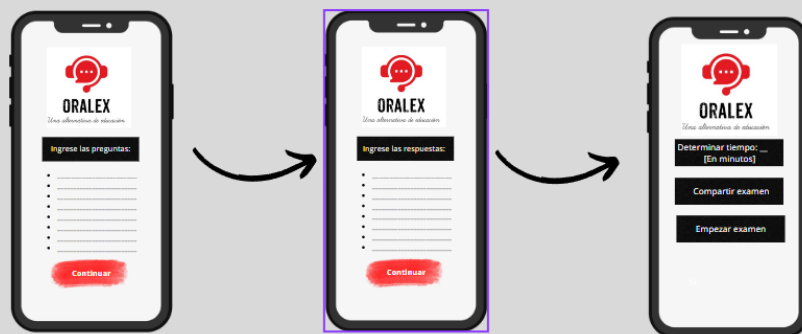 ORALEX
Una alternativa de educación
Ingrese las preguntas:
Continuar
ORALEX
Una alternativa de educación
Ingrese las respuestas:
Continuar
ORALEX
Una alternativa de educación
Determinar tiempo: __
[En minutos]
Compartir examen
Empezar examen